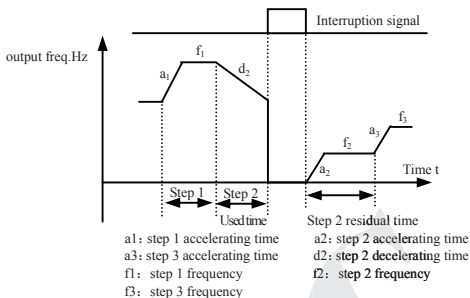 Interruption signal
output freq.Hz
f1
a1
d2
a3
f3
f2
a2
Time t
Step 1
Step 2
Used time
Step 2 residual time
a1: step 1 accelerating time
a2: step 2 accelerating time
a3: step 3 accelerating time
d2: step 2 decelerating time
f1: step 1 frequency
f2: step 2 frequency
f3: step 3 frequency